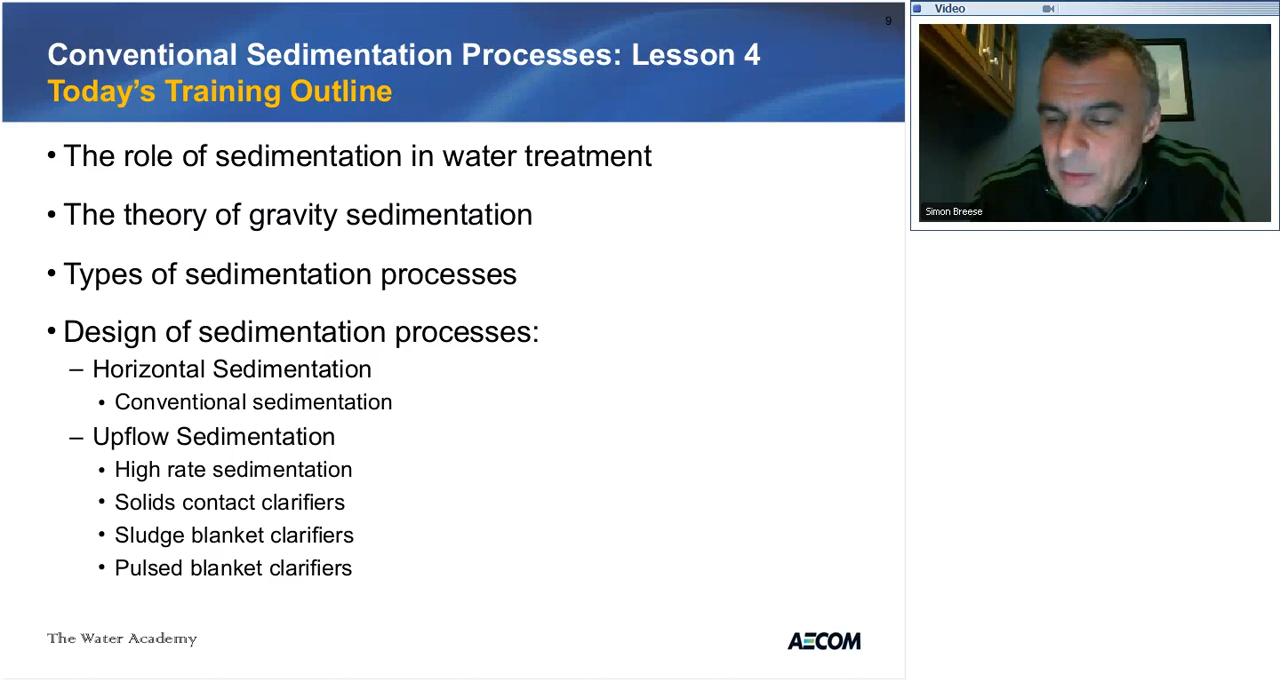 9
Conventional Sedimentation Processes: Lesson 4
Today's Training Outline
• The role of sedimentation in water treatment
• The theory of gravity sedimentation
• Types of sedimentation processes
• Design of sedimentation processes:
– Horizontal Sedimentation
• Conventional sedimentation
– Upflow Sedimentation
• High rate sedimentation
• Solids contact clarifiers
• Sludge blanket clarifiers
• Pulsed blanket clarifiers
The Water Academy
AECOM
Video
Simon Breese